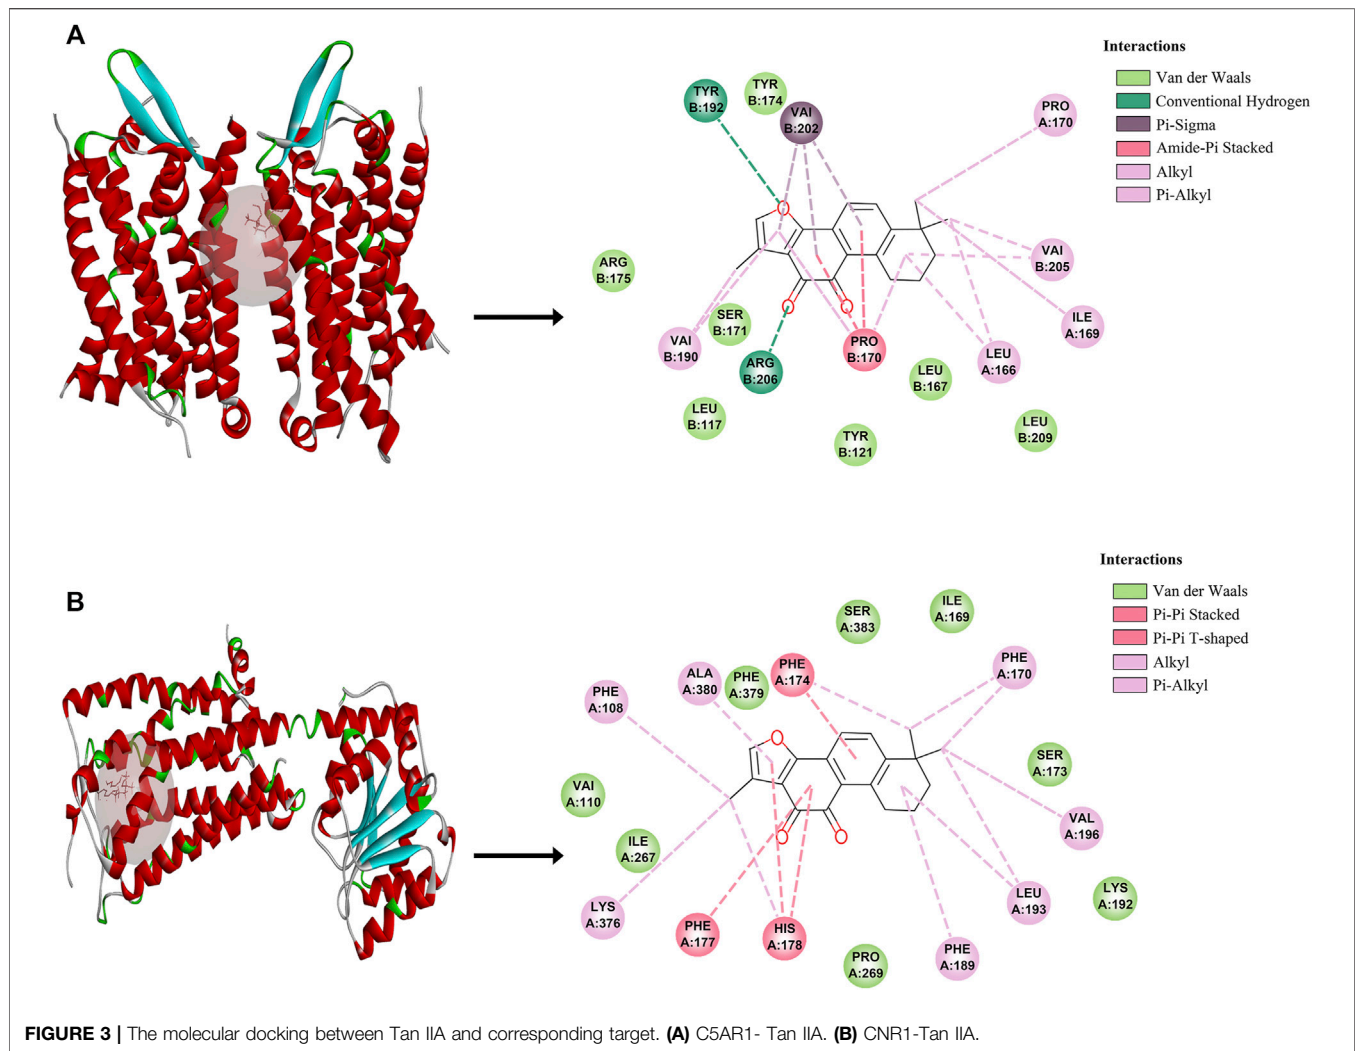 A
Interactions
Van der Waals
Conventional Hydrogen
Pi-Sigma
Amide-Pi Stacked
Alkyl
Pi-Alkyl
TYR
B:192
TYR
B:174
VAI
B:202
PRO
A:170
ARG
B:175
VAI
B:205
SER
B:171
ILE
A:169
VAI
B:190
PRO
B:170
LEU
A:166
ARG
B:206
LEU
B:167
LEU
B:117
LEU
B:209
TYR
B:121
O
O
O
B
Interactions
Van der Waals
Pi-Pi Stacked
Pi-Pi T-shaped
Alkyl
Pi-Alkyl
SER
A:383
ILE
A:169
PHE
A:108
ALA
A:380
PHE
A:379
PHE
A:174
PHE
A:170
SER
A:173
VAI
A:110
VAL
A:196
ILE
A:267
LYS
A:376
LEU
A:193
LYS
A:192
PHE
A:177
HIS
A:178
PRO
A:269
PHE
A:189
O
O
O
FIGURE 3 | The molecular docking between Tan IIA and corresponding target. (A) C5AR1- Tan IIA. (B) CNR1-Tan IIA.